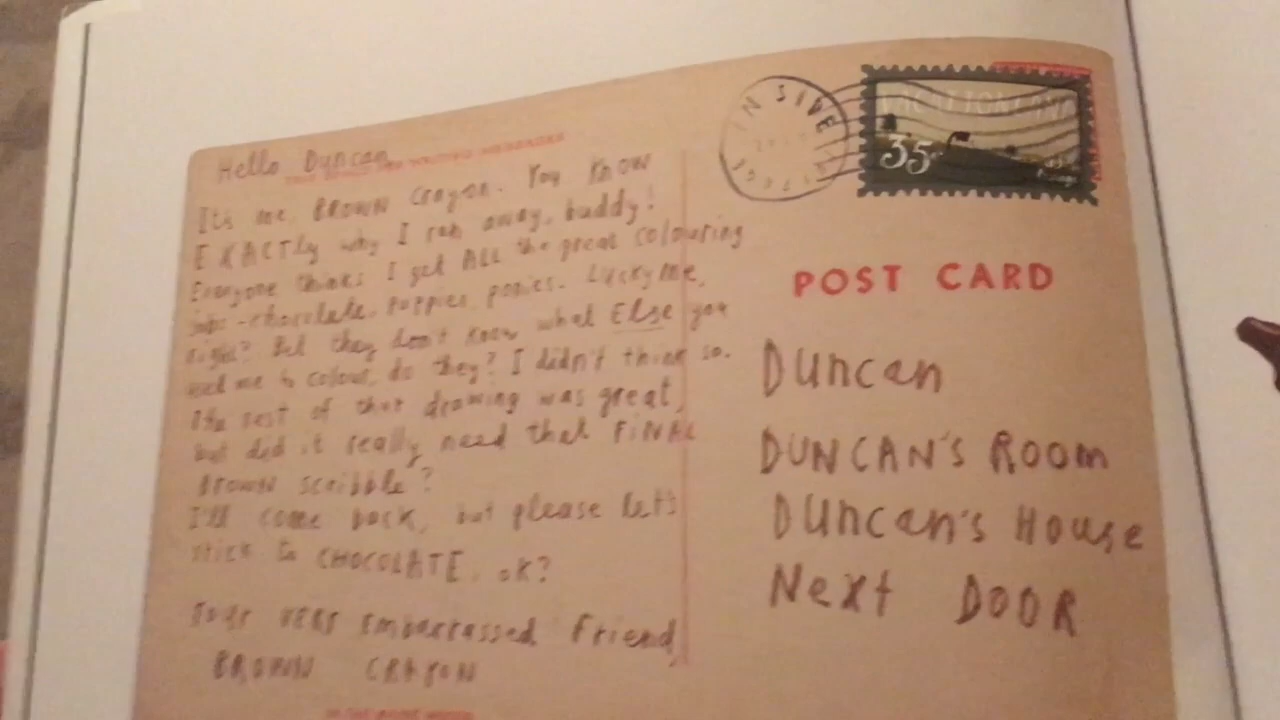 Hello Duncan
It's me, BROWN Crayon. You Know
EXACTLY why I ran away, buddy!
Everyone thinks I get ALL the great colouring
jobs - chocolate, puppies, ponies. Lucky me,
right? But they don't know what ELSE you
used me to colour, do they? I didn't think so.
The rest of that drawing was great,
but did it really need that FINAL
BROWN scribble?
I'll come back, but please let's
stick to CHOCOLATE, ok?
Your VERY Embarrassed Friend,
BROWN CRAYON
IN SIDE
VACATIONLAND
35
POST CARD
Duncan
DUNCAN'S Room
Duncan's House
Next DOOR